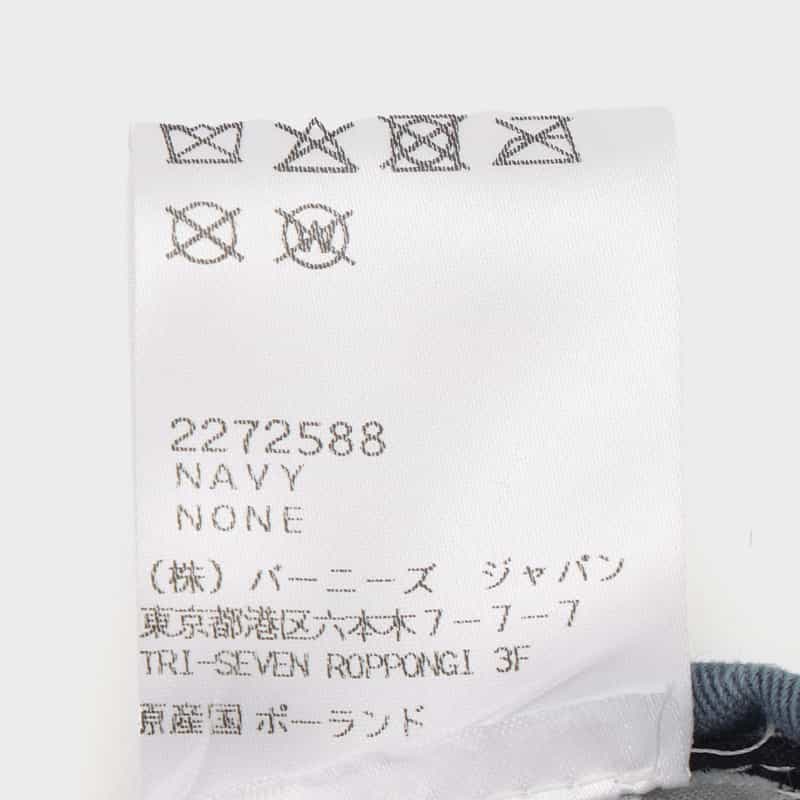 W
2272588
NAVY
NONE
(株) バーニーズ ジャパン
東京都港区六本木7-7-7
TRI-SEVEN ROPPONGI 3F
原産国 ポーランド